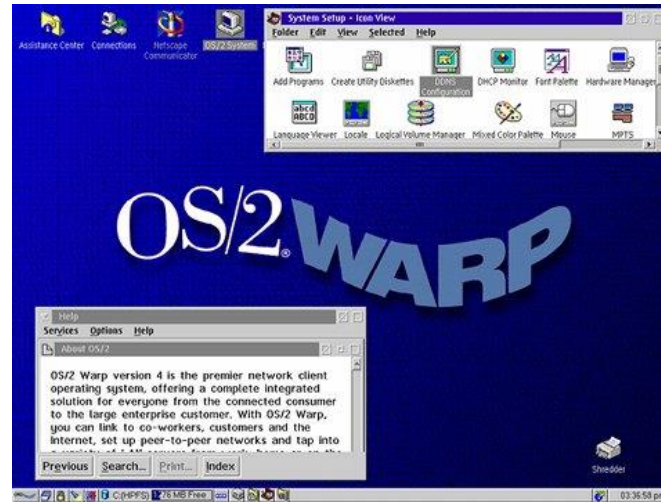 Assistance Center
Connections
Netscape
Communicator
OS/2 System
System Setup - Icon View
Folder Edit View Selected Help
Add Programs
Create Utility Diskettes
DDNS
Configuration
DHCP Monitor
Font Palette
Hardware Manager
abcd
ABCD
Language Viewer
Locale
Logical Volume Manager
Mixed Color Palette
Mouse
MPTS
OS/2® WARP
Help
Services Options Help
About OS/2
OS/2 Warp version 4 is the premier network client
operating system, offering a complete integrated
solution for everyone from the connected consumer
to the large enterprise customer. With OS/2 Warp,
you can link to co-workers, customers and the
Internet, set up peer-to-peer networks and tap into
Previous Search... Print... Index
Shredder
C:(HPFS) 76 MB Free
03:36:58 pm